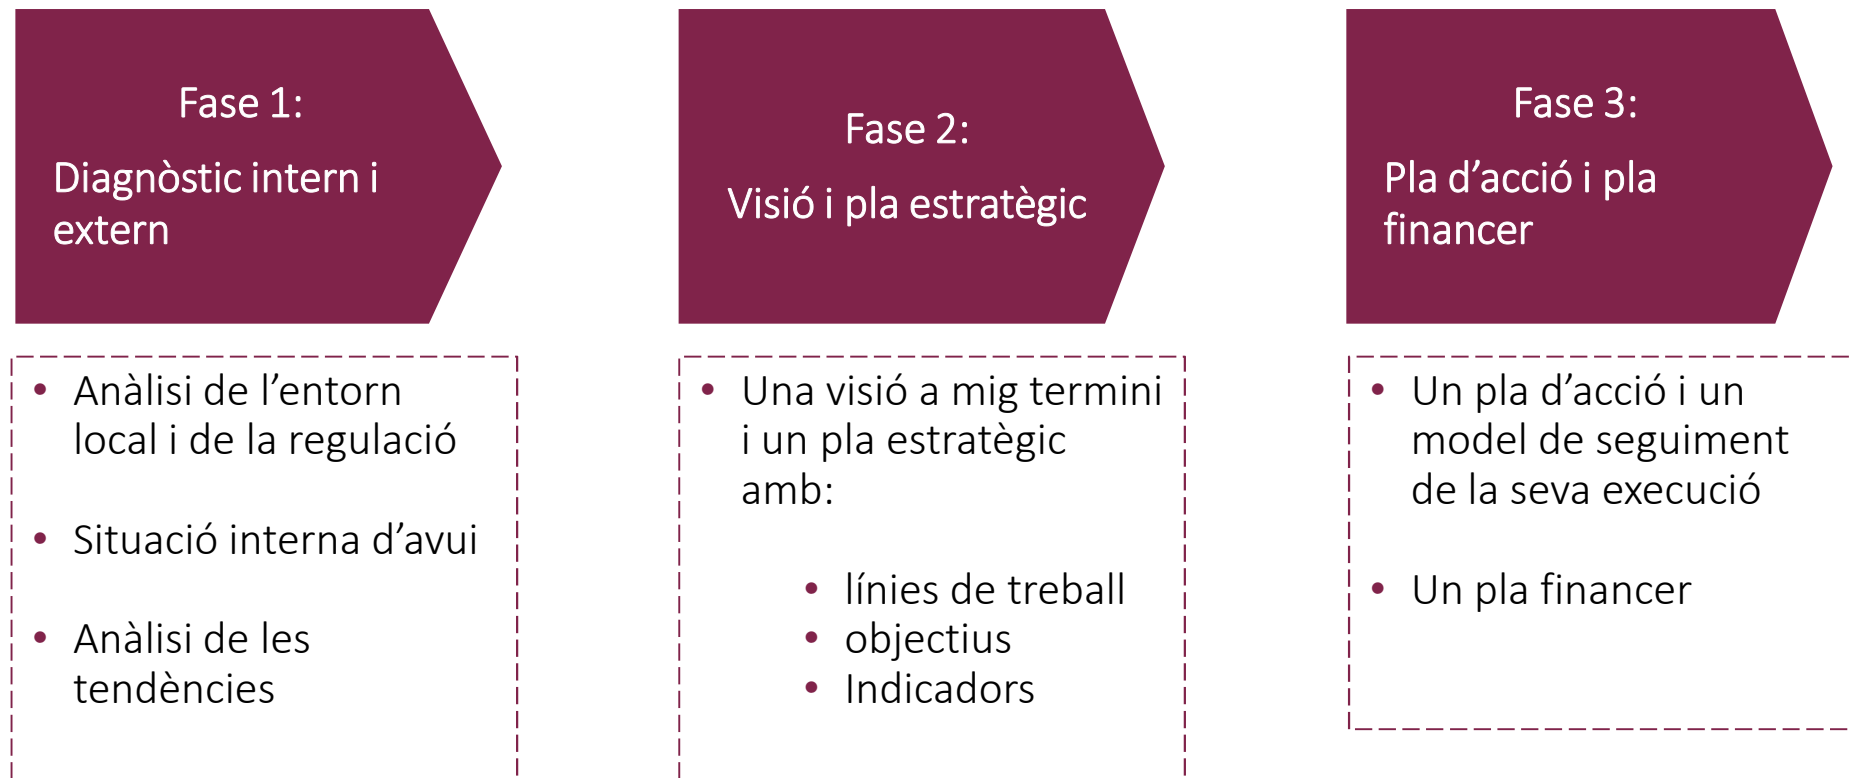 Fase 1:
Diagnòstic intern i
extern
• Anàlisi de l’entorn
local i de la regulació
• Situació interna d’avui
• Anàlisi de les
tendències
Fase 2:
Visió i pla estratègic
• Una visió a mig termini
i un pla estratègic
amb:
• línies de treball
• objectius
• Indicadors
Fase 3:
Pla d’acció i pla
financer
• Un pla d’acció i un
model de seguiment
de la seva execució
• Un pla financer